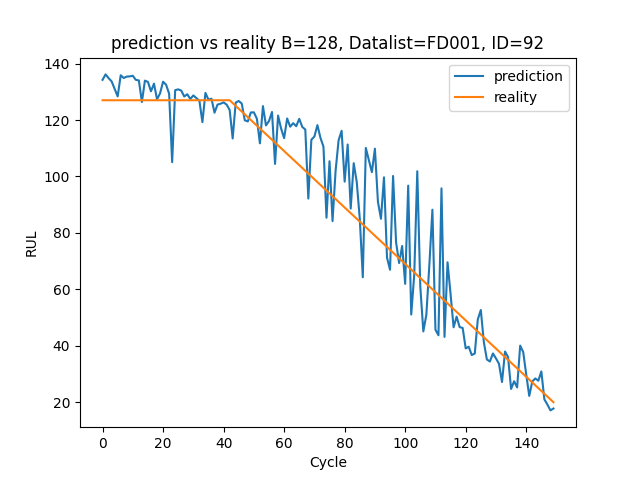 prediction vs reality B=128, Datalist=FD001, ID=92
prediction
reality
RUL
140
120
100
80
60
40
20
0 20 40 60 80 100 120 140
Cycle